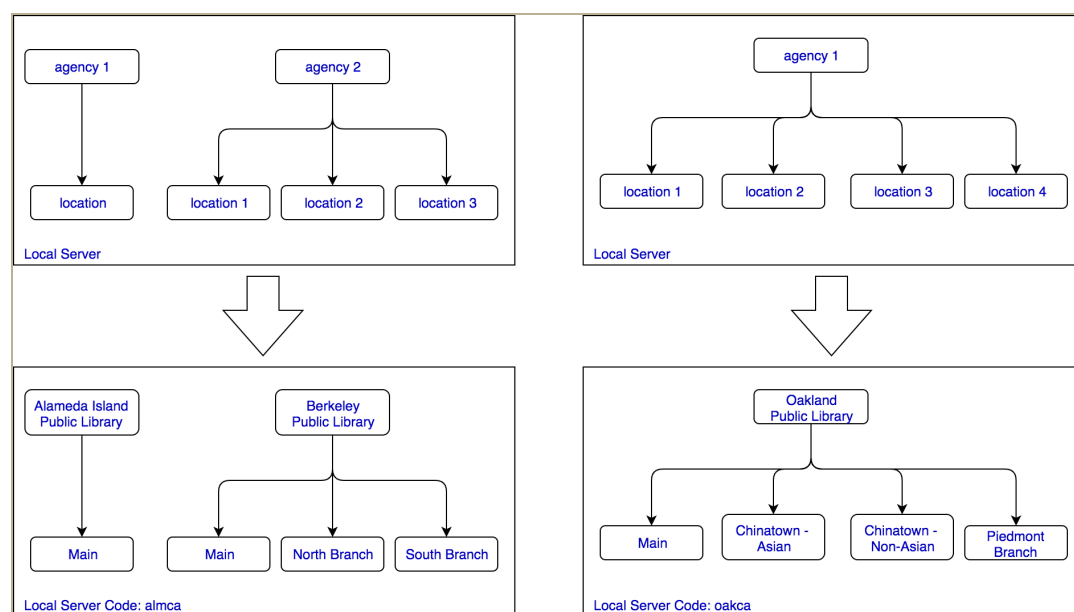 agency 1
agency 2
location
location 1
location 2
location 3
Local Server
agency 1
location 1
location 2
location 3
location 4
Local Server
Alameda Island
Public Library
Berkeley
Public Library
Main
Main
North Branch
South Branch
Local Server Code: almca
Oakland
Public Library
Main
Chinatown -
Asian
Chinatown -
Non-Asian
Piedmont
Branch
Local Server Code: oakca